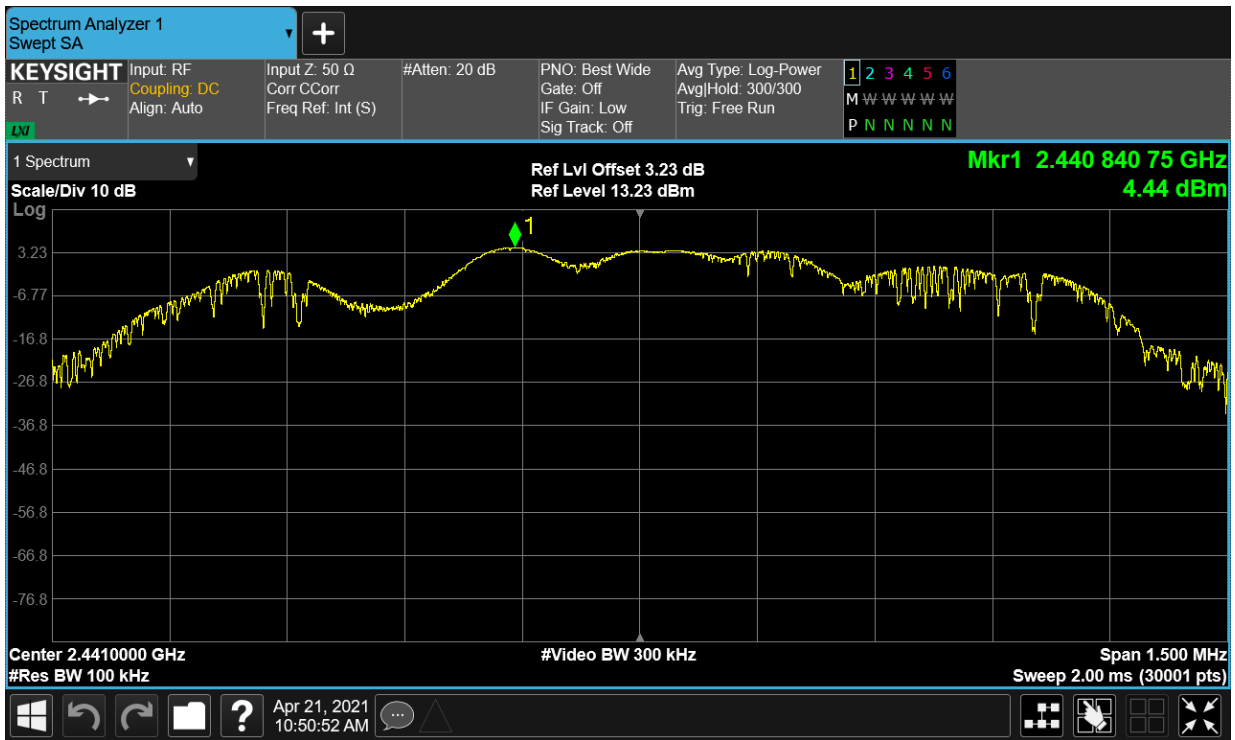 Spectrum Analyzer 1
Swept SA
KEYSIGHT
R T
LXI
Input: RF
Coupling: DC
Align: Auto
Input Z: 50 Ω
Corr CCorr
Freq Ref: Int (S)
#Atten: 20 dB
PNO: Best Wide
Gate: Off
IF Gain: Low
Sig Track: Off
Avg Type: Log-Power
Avg|Hold: 300/300
Trig: Free Run
1 2 3 4 5 6
M W W W W W
P N N N N N
1 Spectrum
Scale/Div 10 dB
Log
Ref Lvl Offset 3.23 dB
Ref Level 13.23 dBm
Mkr1 2.440 840 75 GHz
4.44 dBm
1
3.23
-6.77
-16.8
-26.8
-36.8
-46.8
-56.8
-66.8
-76.8
Center 2.4410000 GHz
#Res BW 100 kHz
#Video BW 300 kHz
Span 1.500 MHz
Sweep 2.00 ms (30001 pts)
?
Apr 21, 2021
10:50:52 AM